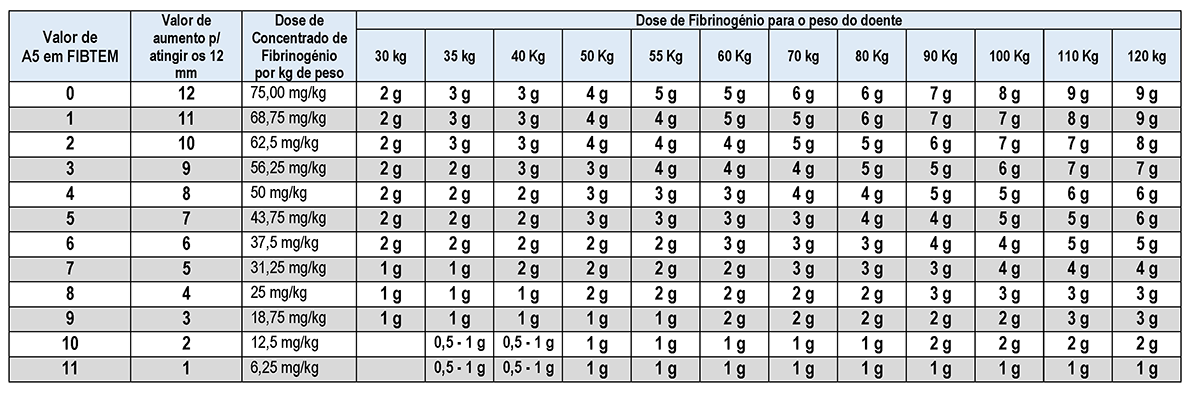 Valor de A5 em FIBTEM | Valor de aumento p/ atingir os 12 mm | Dose de Concentrado de Fibrinogénio por kg de peso | Dose de Fibrinogénio para o peso do doente
30 kg | 35 kg | 40 Kg | 50 Kg | 55 Kg | 60 Kg | 70 kg | 80 Kg | 90 Kg | 100 Kg | 110 Kg | 120 kg
0 | 12 | 75,00 mg/kg | 2 g | 3 g | 3 g | 4 g | 5 g | 5 g | 6 g | 6 g | 7 g | 8 g | 9 g | 9 g
1 | 11 | 68,75 mg/kg | 2 g | 3 g | 3 g | 4 g | 4 g | 5 g | 5 g | 6 g | 7 g | 7 g | 8 g | 9 g
2 | 10 | 62,5 mg/kg | 2 g | 3 g | 3 g | 4 g | 4 g | 4 g | 5 g | 5 g | 6 g | 7 g | 7 g | 8 g
3 | 9 | 56,25 mg/kg | 2 g | 2 g | 3 g | 3 g | 4 g | 4 g | 4 g | 5 g | 5 g | 6 g | 7 g | 7 g
4 | 8 | 50 mg/kg | 2 g | 2 g | 2 g | 3 g | 3 g | 3 g | 4 g | 4 g | 5 g | 5 g | 6 g | 6 g
5 | 7 | 43,75 mg/kg | 2 g | 2 g | 2 g | 3 g | 3 g | 3 g | 3 g | 4 g | 4 g | 5 g | 5 g | 6 g
6 | 6 | 37,5 mg/kg | 2 g | 2 g | 2 g | 2 g | 2 g | 3 g | 3 g | 3 g | 4 g | 4 g | 5 g | 5 g
7 | 5 | 31,25 mg/kg | 1 g | 1 g | 2 g | 2 g | 2 g | 2 g | 3 g | 3 g | 3 g | 4 g | 4 g | 4 g
8 | 4 | 25 mg/kg | 1 g | 1 g | 1 g | 2 g | 2 g | 2 g | 2 g | 2 g | 3 g | 3 g | 3 g | 3 g
9 | 3 | 18,75 mg/kg | 1 g | 1 g | 1 g | 1 g | 1 g | 2 g | 2 g | 2 g | 2 g | 2 g | 3 g | 3 g
10 | 2 | 12,5 mg/kg | | 0,5 - 1 g | 0,5 - 1 g | 1 g | 1 g | 1 g | 1 g | 1 g | 2 g | 2 g | 2 g | 2 g
11 | 1 | 6,25 mg/kg | | 0,5 - 1 g | 0,5 - 1 g | 1 g | 1 g | 1 g | 1 g | 1 g | 1 g | 1 g | 1 g | 1 g